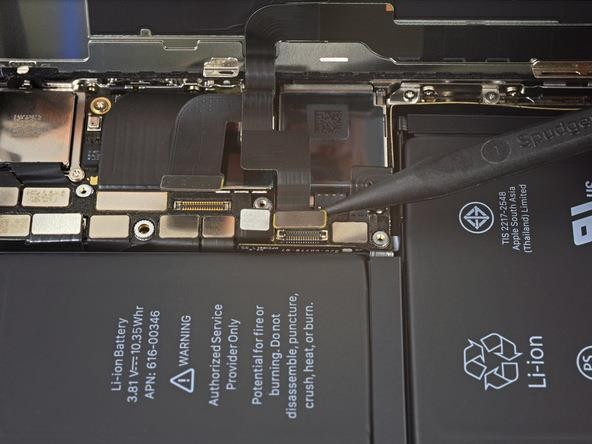 Li-ion Battery
3.81 V⎓10.35Whr
APN: 616-00346
WARNING
Authorized Service
Provider Only
Potential for fire or
burning. Do not
disassemble, puncture,
crush, heat, or burn.
1 Spudger
TIS 2217-2548
Apple South Asia
(Thailand) Limited
Li-ion
PS